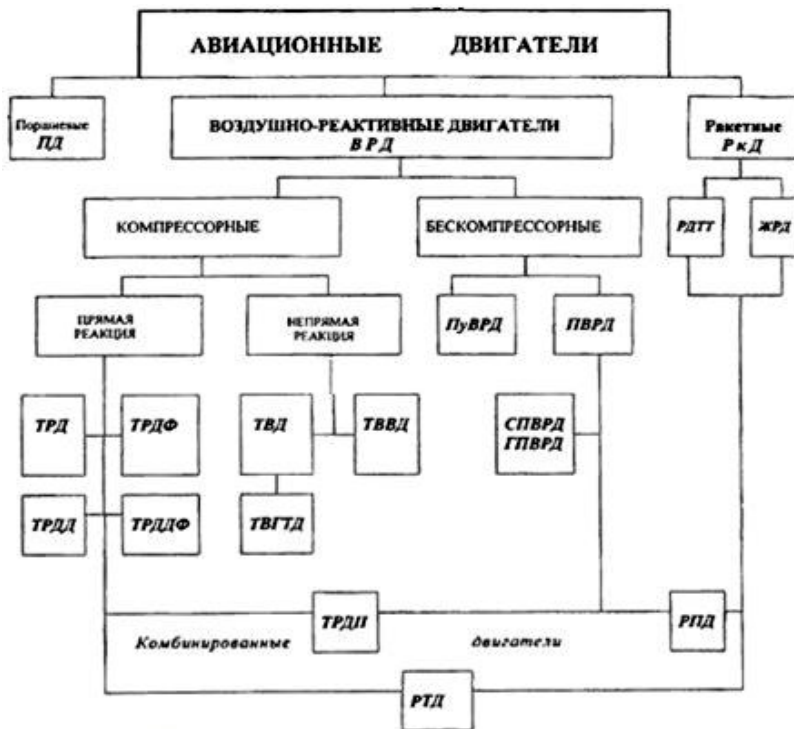 АВИАЦИОННЫЕ ДВИГАТЕЛИ
Поршневые
ПД
ВОЗДУШНО-РЕАКТИВНЫЕ ДВИГАТЕЛИ
ВРД
Ракетные
РкД
КОМПРЕССОРНЫЕ
БЕСКОМПРЕССОРНЫЕ
РДТТ
ЖРД
ПРЯМАЯ
РЕАКЦИЯ
НЕПРЯМАЯ
РЕАКЦИЯ
ПуВРД
ПВРД
ТРД
ТРДФ
ТВД
ТВВД
СПВРД
ГПВРД
ТРДД
ТРДДФ
ТВГТД
ТРДП
РПД
Комбинированные двигатели
РТД